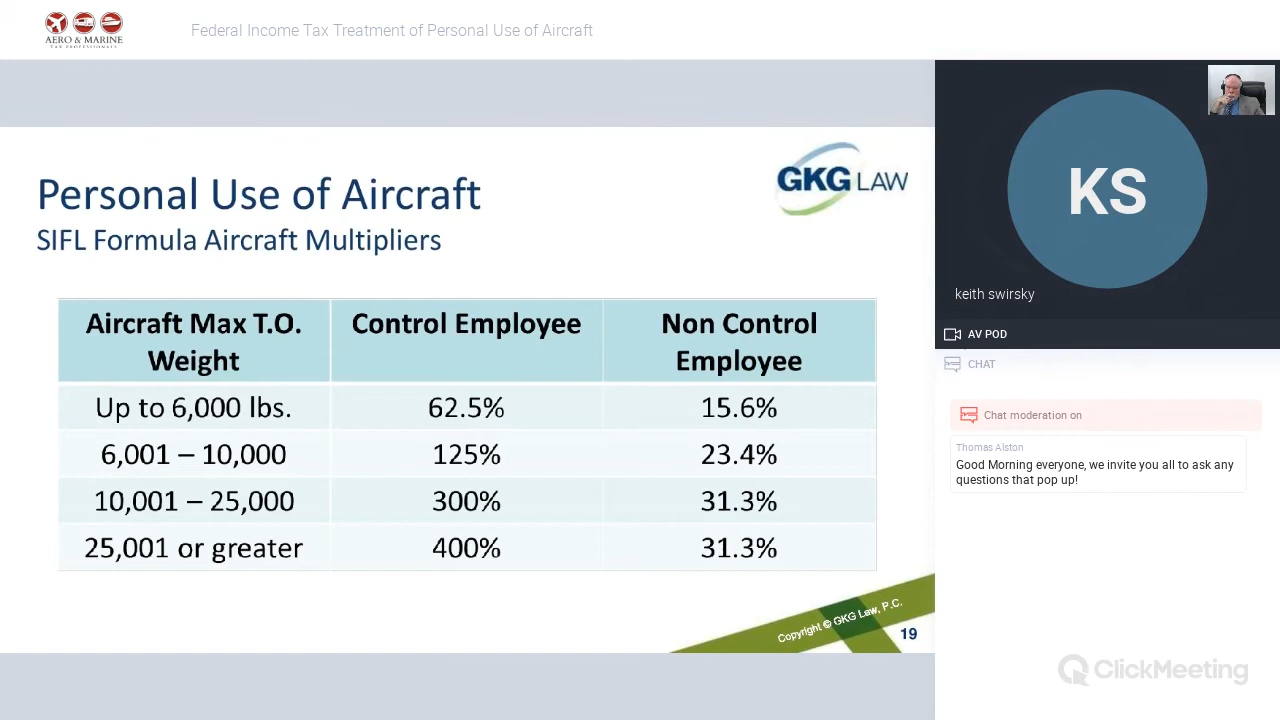 AERO & MARINE
TAX PROFESSIONALS
Federal Income Tax Treatment of Personal Use of Aircraft
GKG LAW
Personal Use of Aircraft
SIFL Formula Aircraft Multipliers
Aircraft Max T.O. Weight Control Employee Non Control Employee
Up to 6,000 lbs. 62.5% 15.6%
6,001 – 10,000 125% 23.4%
10,001 – 25,000 300% 31.3%
25,001 or greater 400% 31.3%
Copyright © GKG Law, P.C.
19
KS
keith swirsky
AV POD
CHAT
Chat moderation on
Thomas Alston
Good Morning everyone, we invite you all to ask any
questions that pop up!
ClickMeeting